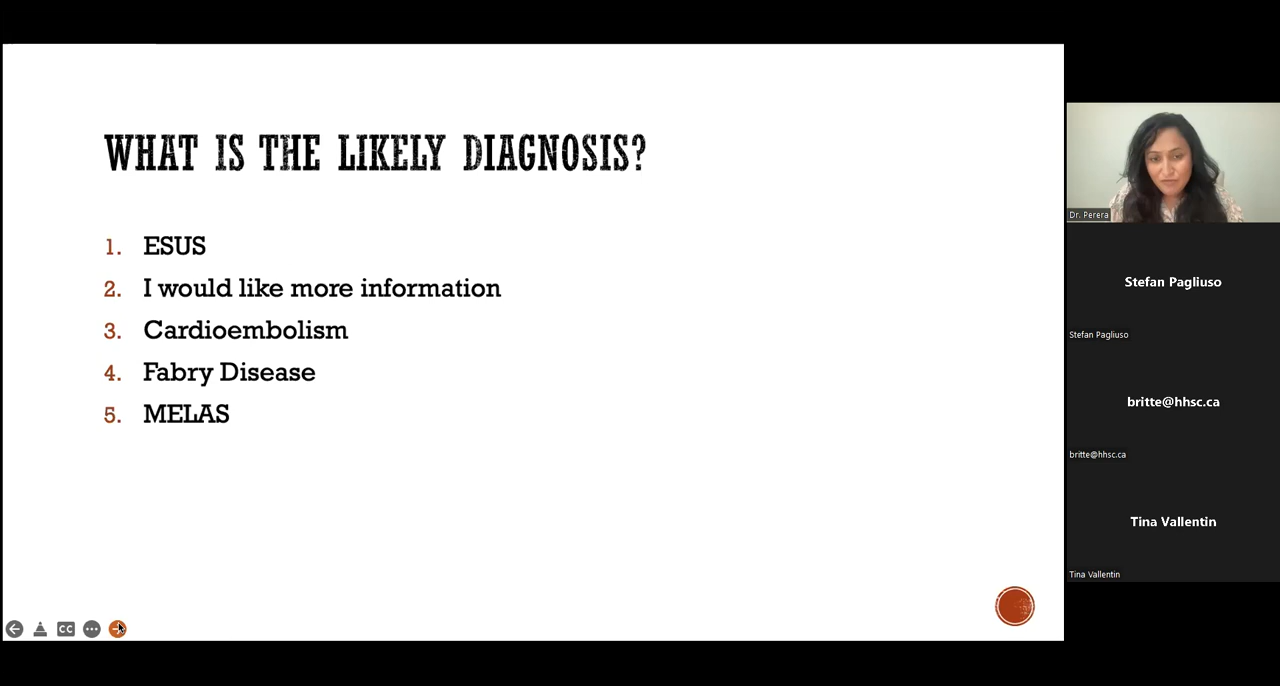 WHAT IS THE LIKELY DIAGNOSIS?
1. ESUS
2. I would like more information
3. Cardioembolism
4. Fabry Disease
5. MELAS
CC
Dr. Perera
Stefan Pagliuso
Stefan Pagliuso
britte@hhsc.ca
britte@hhsc.ca
Tina Vallentin
Tina Vallentin